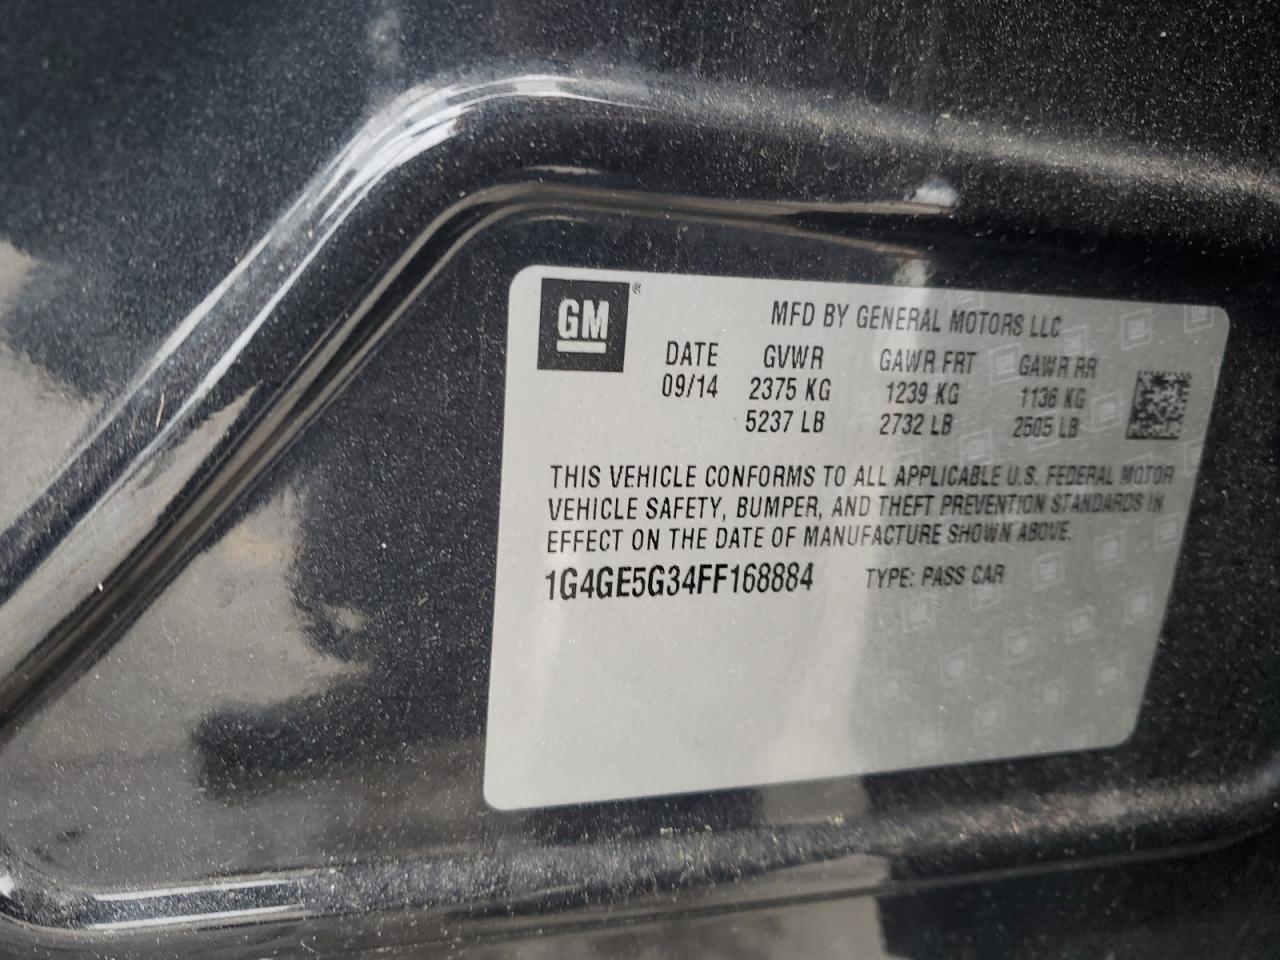 GM®
MFD BY GENERAL MOTORS LLC
DATE GVWR GAWR FRT GAWR RR
09/14 2375 KG 1239 KG 1136 KG
5237 LB 2732 LB 2505 LB
THIS VEHICLE CONFORMS TO ALL APPLICABLE U.S. FEDERAL MOTOR
VEHICLE SAFETY, BUMPER, AND THEFT PREVENTION STANDARDS IN
EFFECT ON THE DATE OF MANUFACTURE SHOWN ABOVE.
1G4GE5G34FF168884 TYPE: PASS CAR